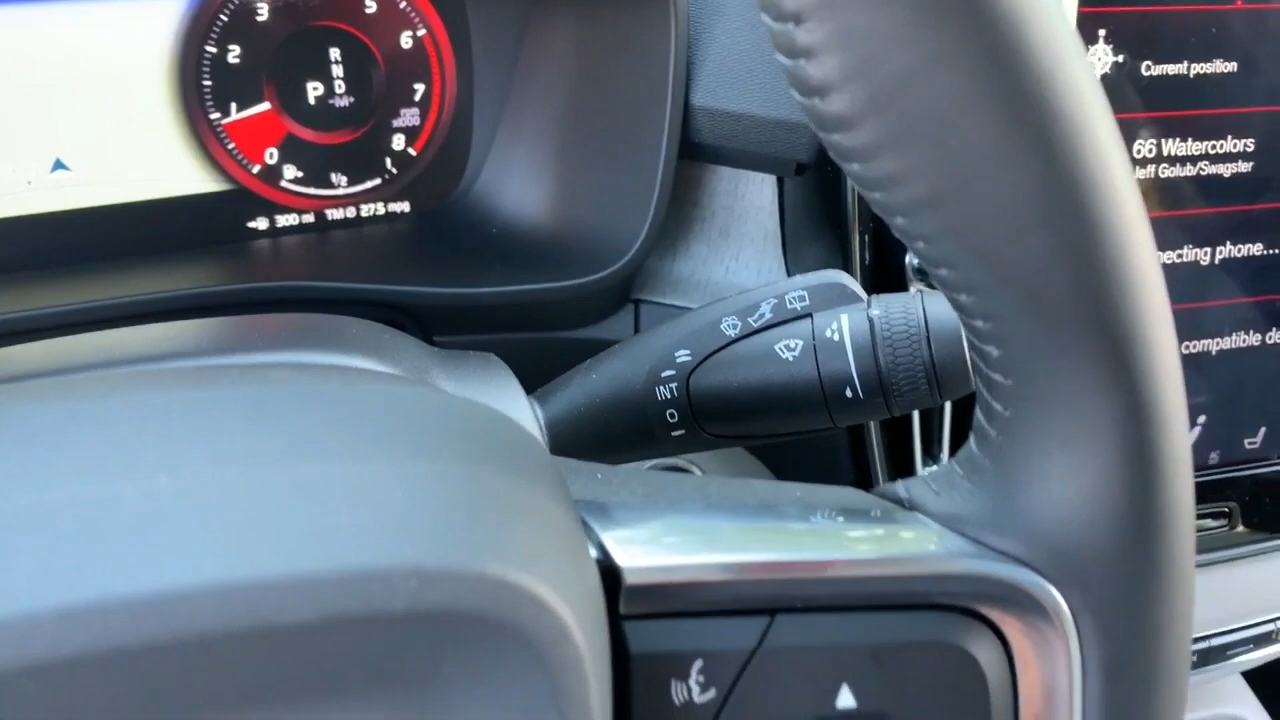 3
5
2
6
R
N
D
P
-M+
1
7
rpm
x1000
0
8
1/2
1
300 mi TM Ø 27.5 mpg
Current position
66 Watercolors
Jeff Golub/Swagster
necting phone...
compatible de
INT
O